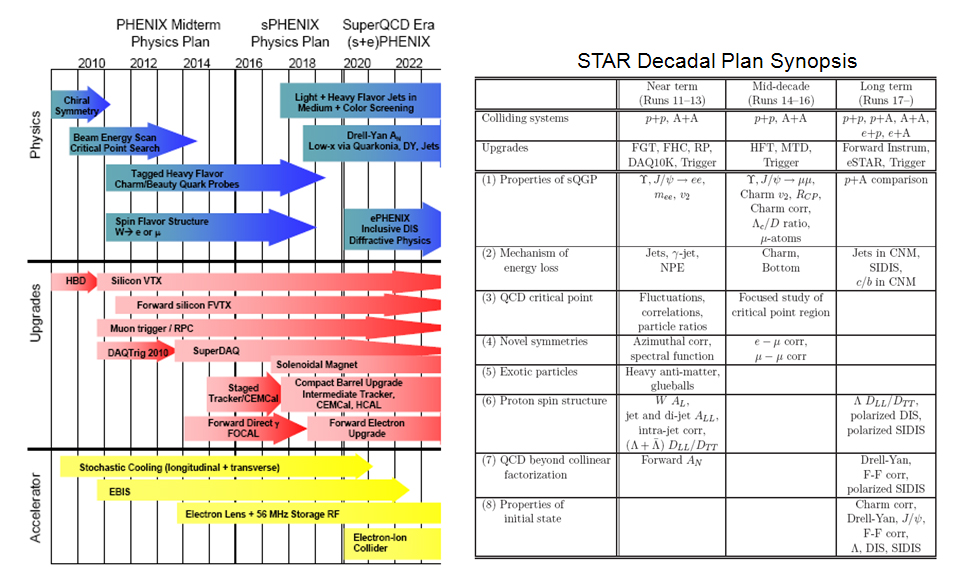 PHENIX Midterm
Physics Plan
sPHENIX
Physics Plan
SuperQCD Era
(s+e)PHENIX
2010 2012 2014 2016 2018 2020 2022
Physics
Chiral
Symmetry
Light + Heavy Flavor Jets in
Medium + Color Screening
Beam Energy Scan
Critical Point Search
Drell-Yan A_N
Low-x via Quarkonia, DY, Jets
Tagged Heavy Flavor
Charm/Beauty Quark Probes
Spin Flavor Structure
W→ e or μ
ePHENIX
Inclusive DIS
Diffractive Physics
Upgrades
HBD
Silicon VTX
Forward silicon FVTX
Muon trigger / RPC
DAQTrig 2010
SuperDAQ
Solenoidal Magnet
Staged
Tracker/CEMCal
Compact Barrel Upgrade
Intermediate Tracker,
CEMCal, HCAL
Forward Direct γ
FOCAL
Forward Electron
Upgrade
Accelerator
Stochastic Cooling (longitudinal + transverse)
EBIS
Electron Lens + 56 MHz Storage RF
Electron-Ion
Collider
STAR Decadal Plan Synopsis
Near term Mid-decade Long term
(Runs 11–13) (Runs 14–16) (Runs 17–)
Colliding systems p+p, A+A p+p, A+A p+p, p+A, A+A,
e+p, e+A
Upgrades FGT, FHC, RP, HFT, MTD, Forward Instrum,
DAQ10K, Trigger Trigger eSTAR, Trigger
(1) Properties of sQGP ϒ, J/ψ → ee, ϒ, J/ψ → μμ, p+A comparison
m_ee, v_2 Charm v_2, R_CP,
Charm corr,
Λ_c/D ratio,
μ-atoms
(2) Mechanism of Jets, γ-jet, Charm, Jets in CNM,
energy loss NPE Bottom SIDIS,
c/b in CNM
(3) QCD critical point Fluctuations, Focused study of
correlations, critical point region
particle ratios
(4) Novel symmetries Azimuthal corr, e − μ corr,
spectral function μ − μ corr
(5) Exotic particles Heavy anti-matter,
glueballs
(6) Proton spin structure W A_L, Λ D_LL/D_TT,
jet and di-jet A_LL, polarized DIS,
intra-jet corr, polarized SIDIS
(Λ + Λ̄) D_LL/D_TT
(7) QCD beyond collinear Forward A_N Drell-Yan,
factorization F-F corr,
polarized SIDIS
(8) Properties of Charm corr,
initial state Drell-Yan, J/ψ,
F-F corr,
Λ, DIS, SIDIS